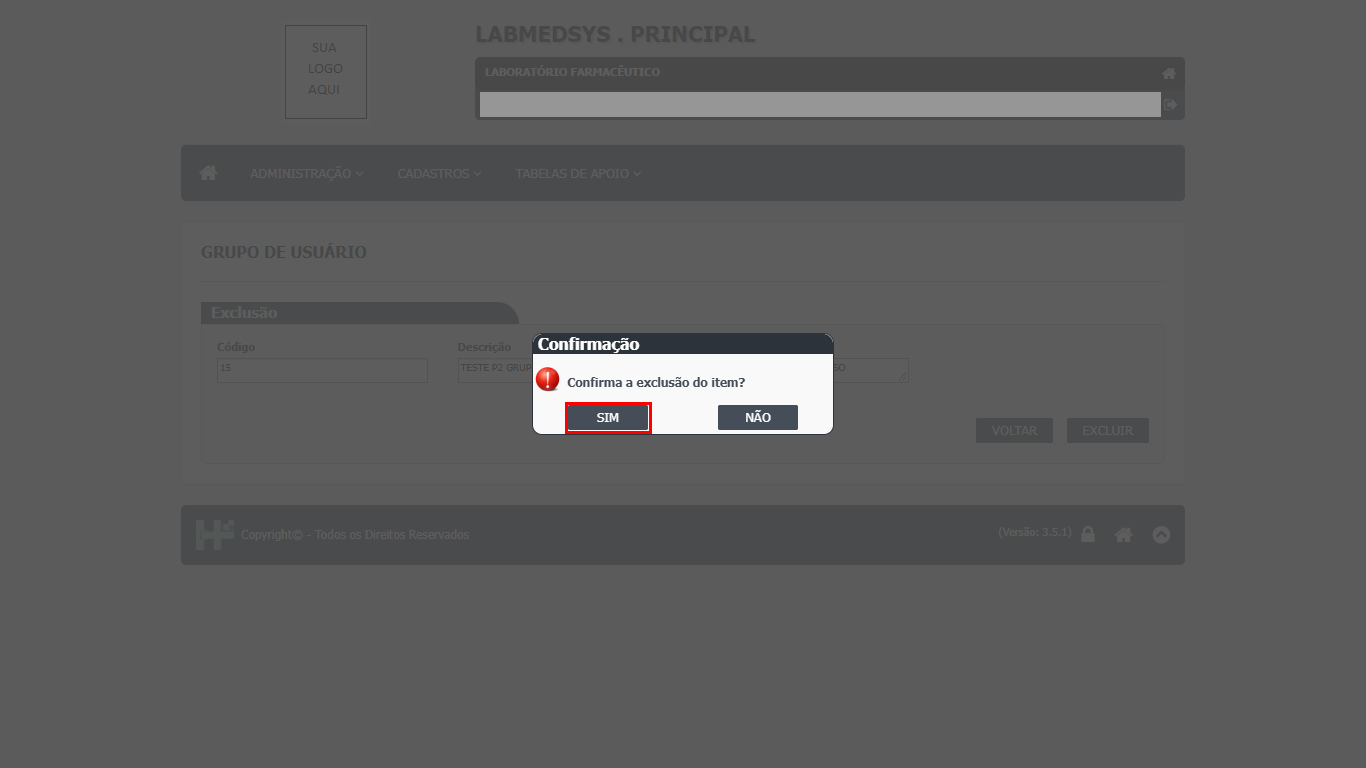 SUA
LOGO
AQUI
LABMEDSYS . PRINCIPAL
LABORATÓRIO FARMACÊUTICO
ADMINISTRAÇÃO
CADASTROS
TABELAS DE APOIO
GRUPO DE USUÁRIO
Exclusão
Código
Descrição
15
TESTE P2 GRUP
SO
Confirmação
Confirma a exclusão do item?
SIM
NÃO
VOLTAR
EXCLUIR
Copyright© - Todos os Direitos Reservados
(Versão: 3.5.1)